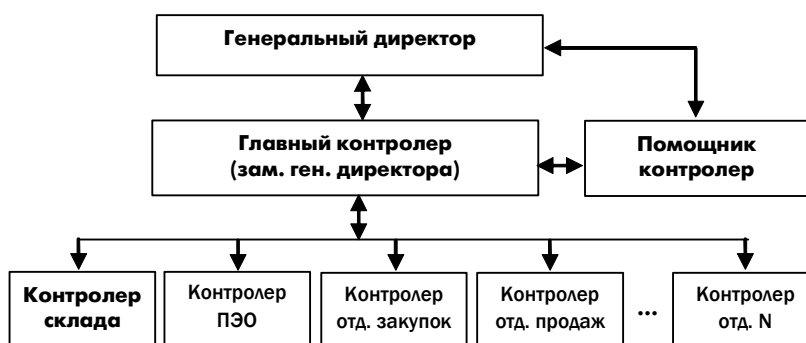 Генеральный директор
Главный контролер
(зам. ген. директора)
Помощник
контролер
Контролер
склада
Контролер
ПЭО
Контролер
отд. закупок
Контролер
отд. продаж
...
Контролер
отд. N